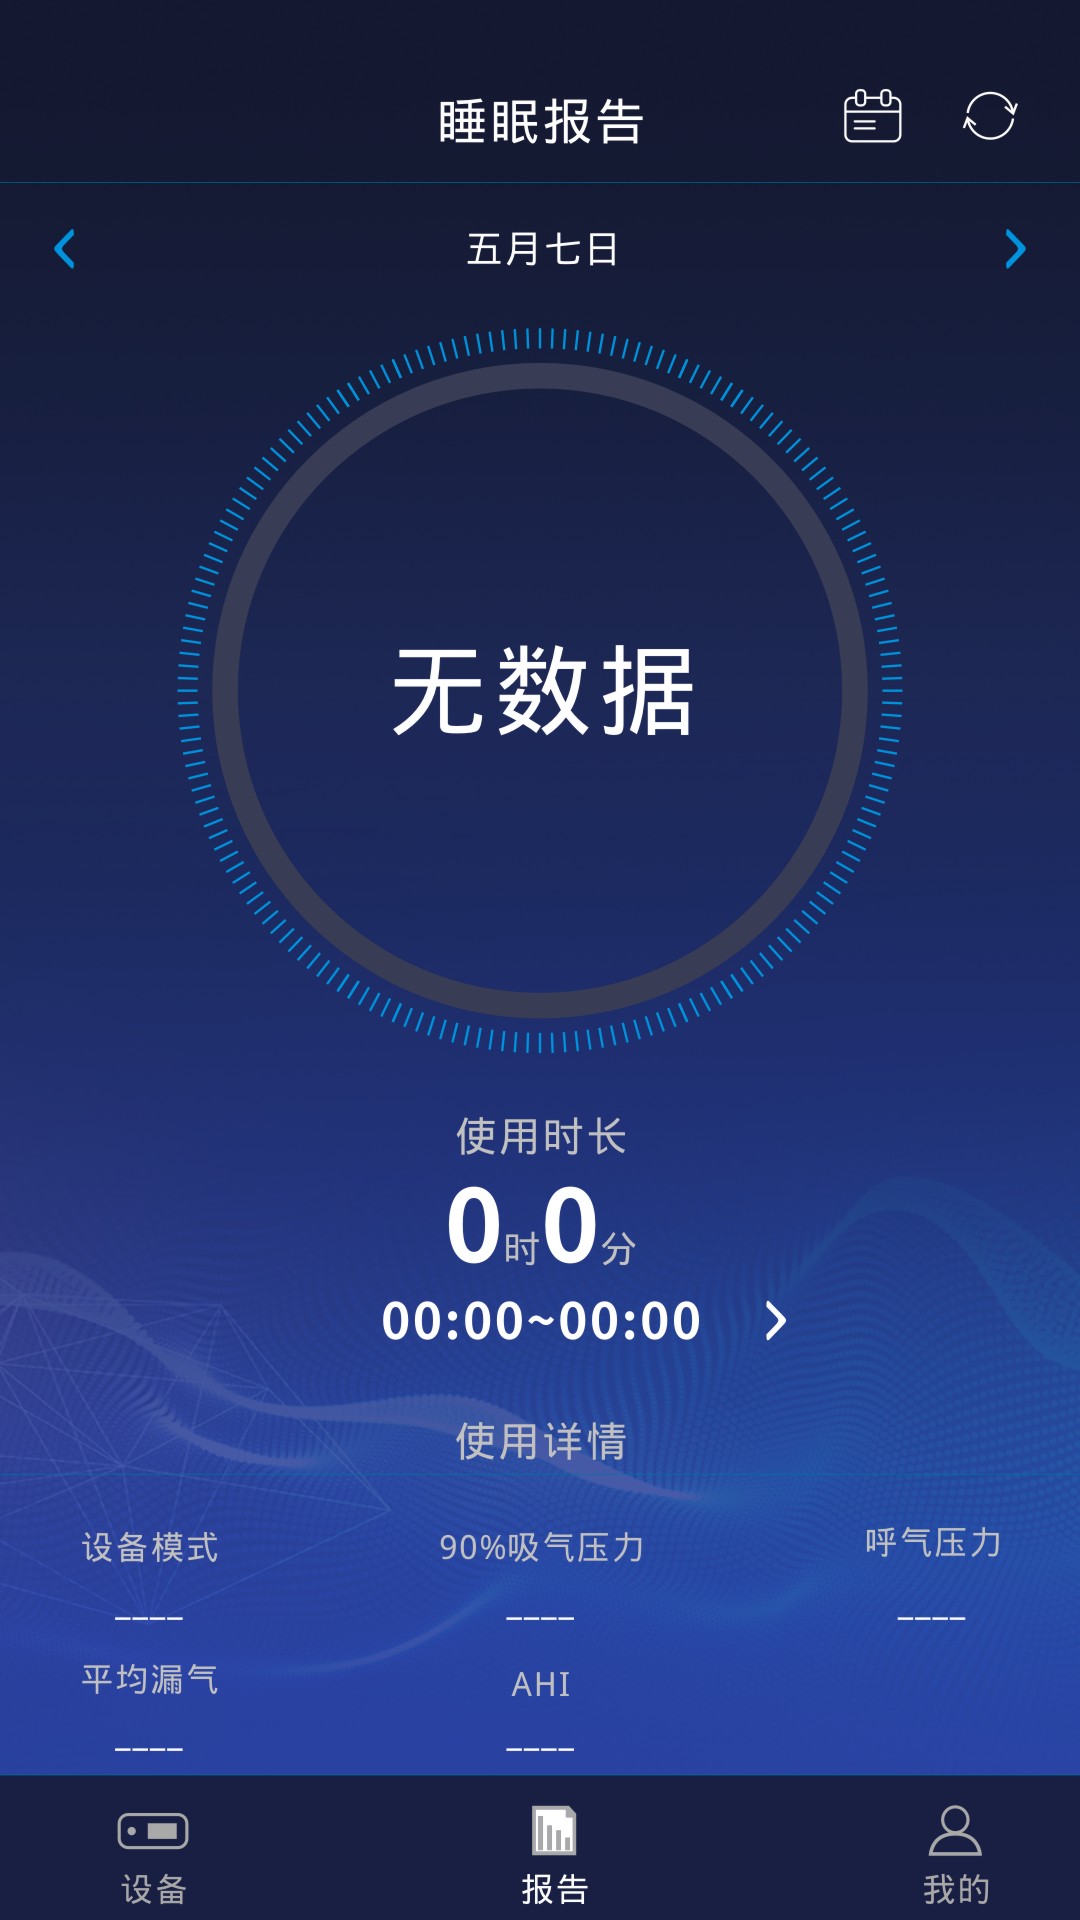 睡眠报告
五月七日
无数据
使用时长
0时0分
00:00~00:00
使用详情
设备模式 90%吸气压力 呼气压力
---- ---- ----
平均漏气 AHI
---- ----
设备 报告 我的